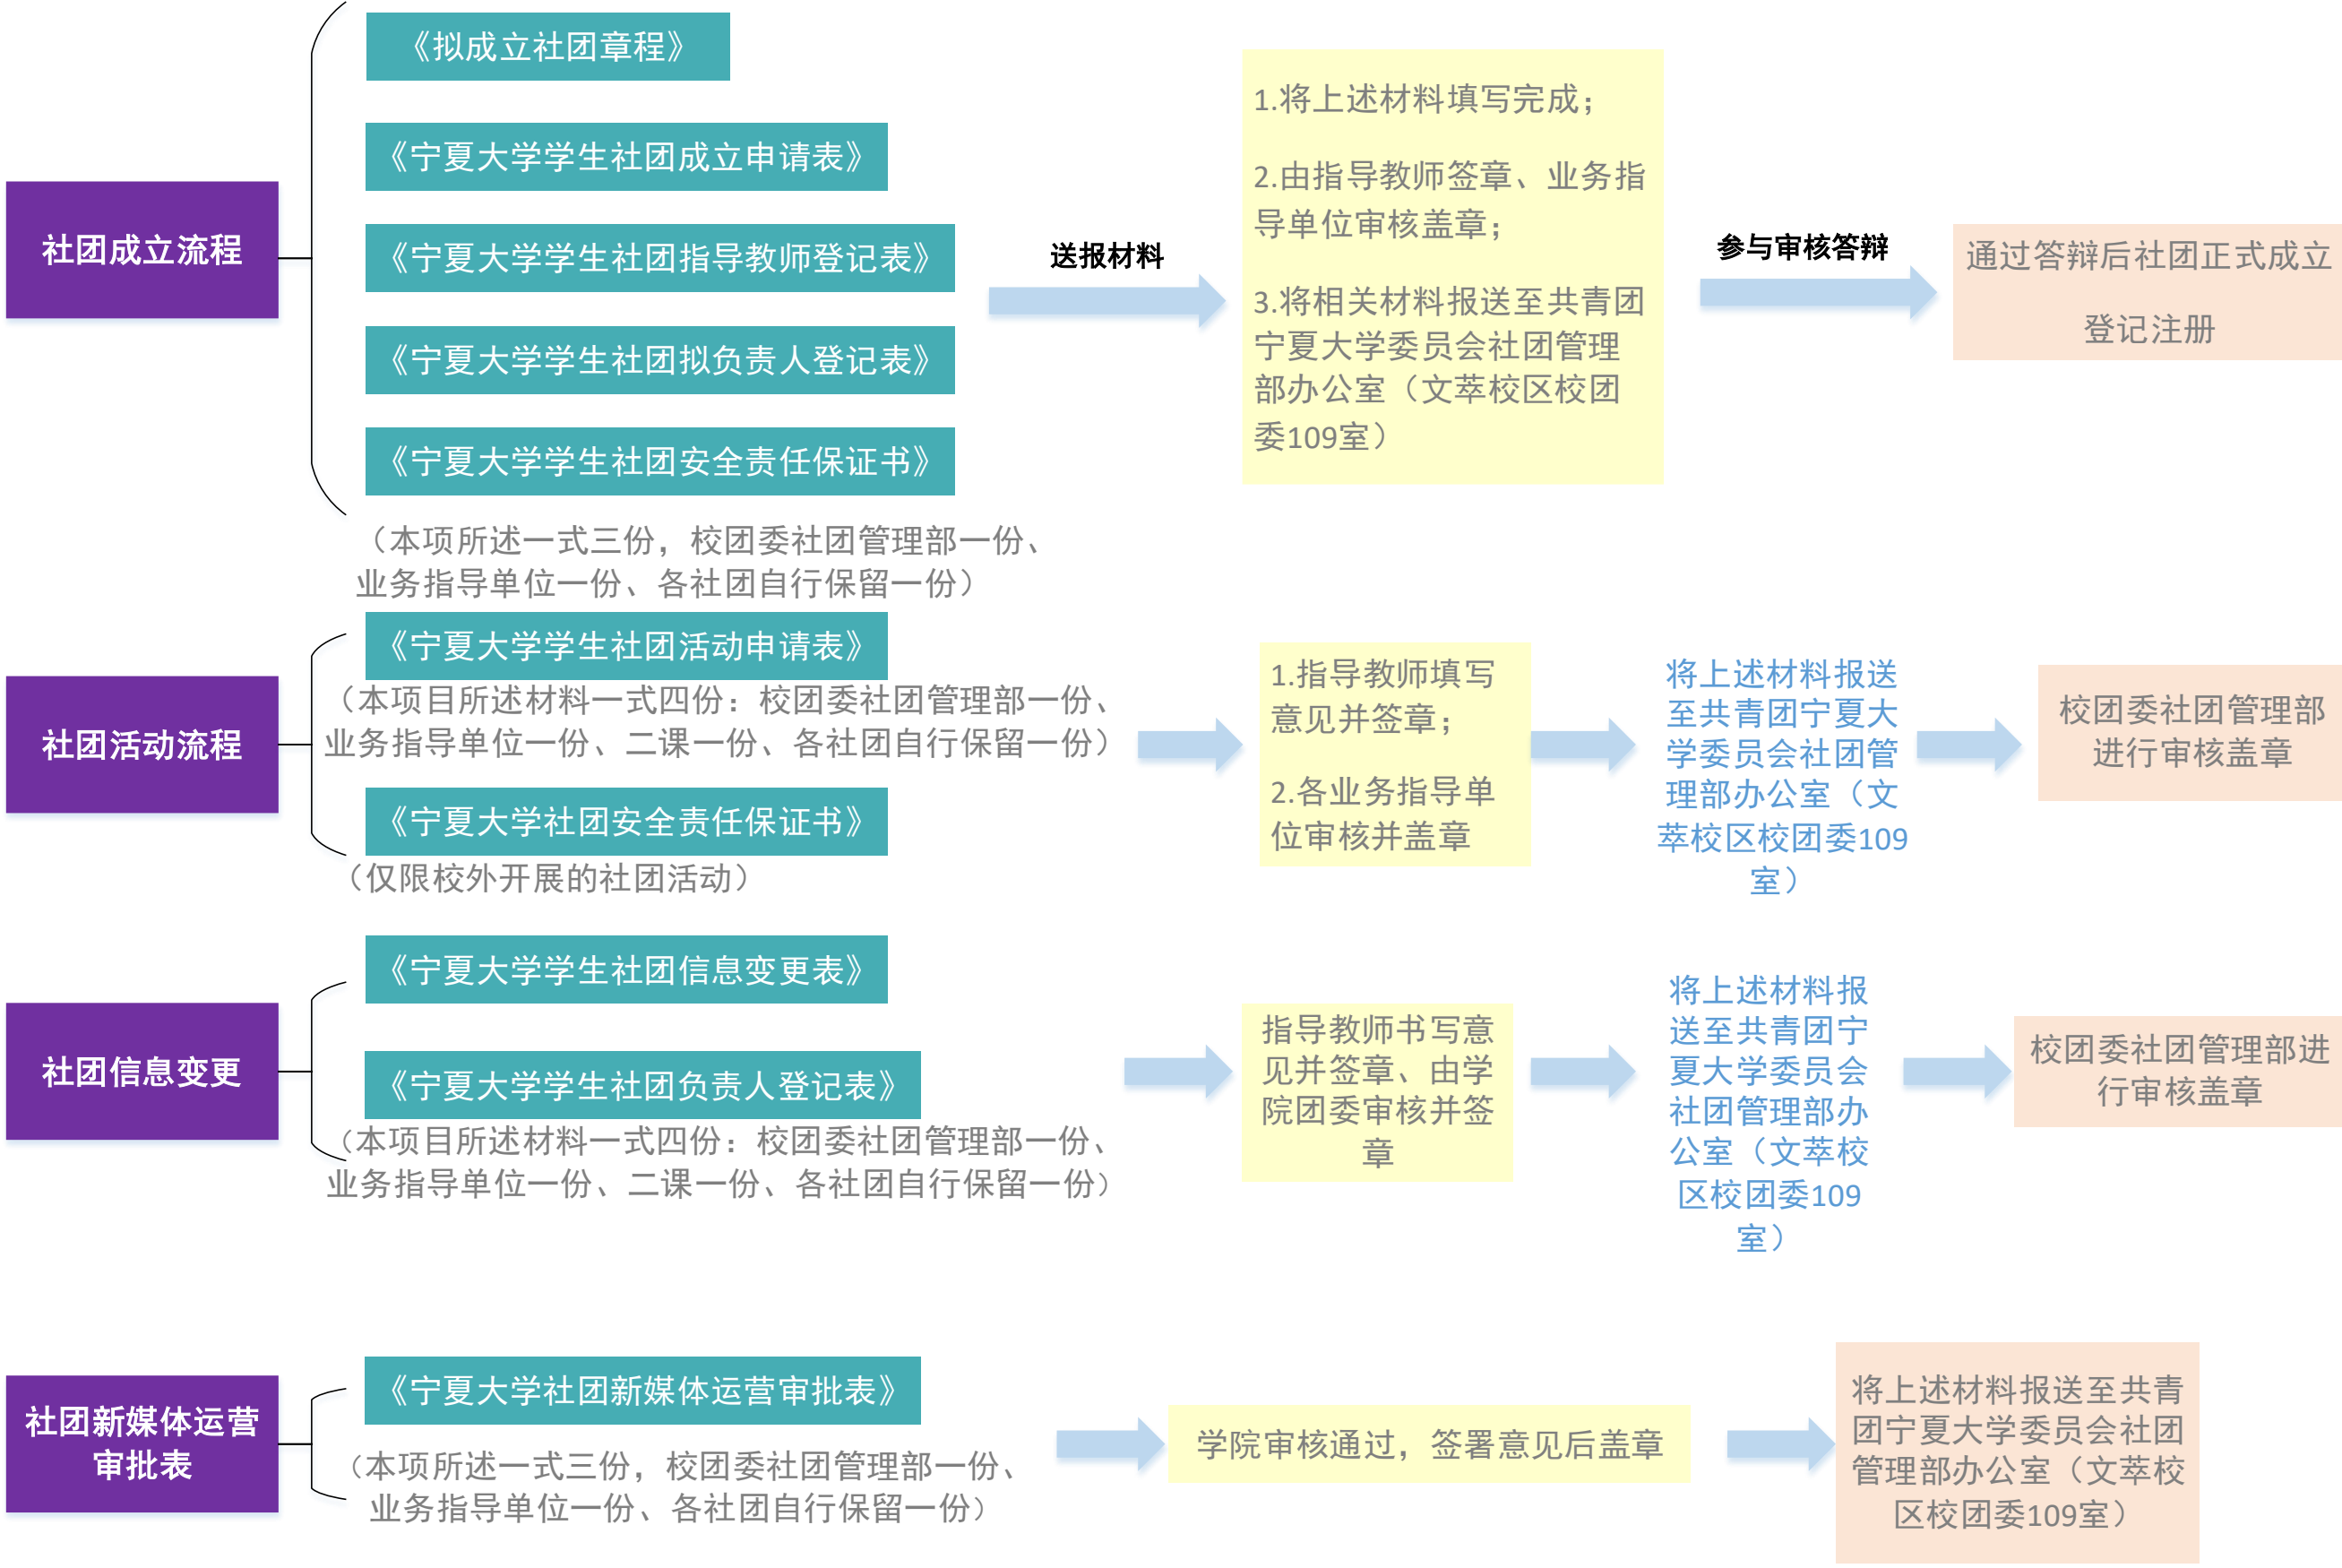 社团成立流程
《拟成立社团章程》
《宁夏大学学生社团成立申请表》
《宁夏大学学生社团指导教师登记表》
《宁夏大学学生社团拟负责人登记表》
《宁夏大学学生社团安全责任保证书》
（本项所述一式三份，校团委社团管理部一份、
业务指导单位一份、各社团自行保留一份）
送报材料
1.将上述材料填写完成；
2.由指导教师签章、业务指
导单位审核盖章；
3.将相关材料报送至共青团
宁夏大学委员会社团管理
部办公室（文萃校区校团
委109室）
参与审核答辩
通过答辩后社团正式成立
登记注册
社团活动流程
《宁夏大学学生社团活动申请表》
（本项目所述材料一式四份：校团委社团管理部一份、
业务指导单位一份、二课一份、各社团自行保留一份）
《宁夏大学社团安全责任保证书》
（仅限校外开展的社团活动）
1.指导教师填写
意见并签章；
2.各业务指导单
位审核并盖章
将上述材料报送
至共青团宁夏大
学委员会社团管
理部办公室（文
萃校区校团委109
室）
校团委社团管理部
进行审核盖章
社团信息变更
《宁夏大学学生社团信息变更表》
《宁夏大学学生社团负责人登记表》
（本项目所述材料一式四份：校团委社团管理部一份、
业务指导单位一份、二课一份、各社团自行保留一份）
指导教师书写意
见并签章、由学
院团委审核并签
章
将上述材料报
送至共青团宁
夏大学委员会
社团管理部办
公室（文萃校
区校团委109
室）
校团委社团管理部进
行审核盖章
社团新媒体运营
审批表
《宁夏大学社团新媒体运营审批表》
（本项所述一式三份，校团委社团管理部一份、
业务指导单位一份、各社团自行保留一份）
学院审核通过，签署意见后盖章
将上述材料报送至共青
团宁夏大学委员会社团
管理部办公室（文萃校
区校团委109室）